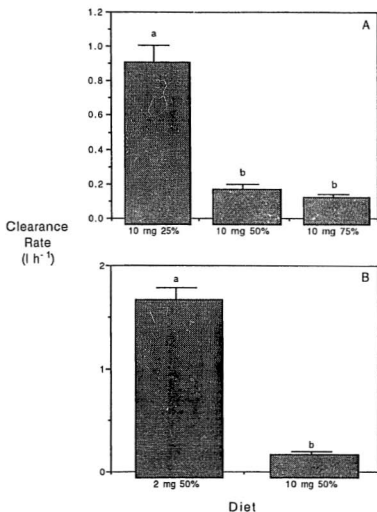 A
1.2
1.0
0.8
0.6
0.4
0.2
0.0
a
b
b
10 mg 25% 10 mg 50% 10 mg 75%
Clearance
Rate
(l h-1)
B
2
1
0
a
b
2 mg 50% 10 mg 50%
Diet